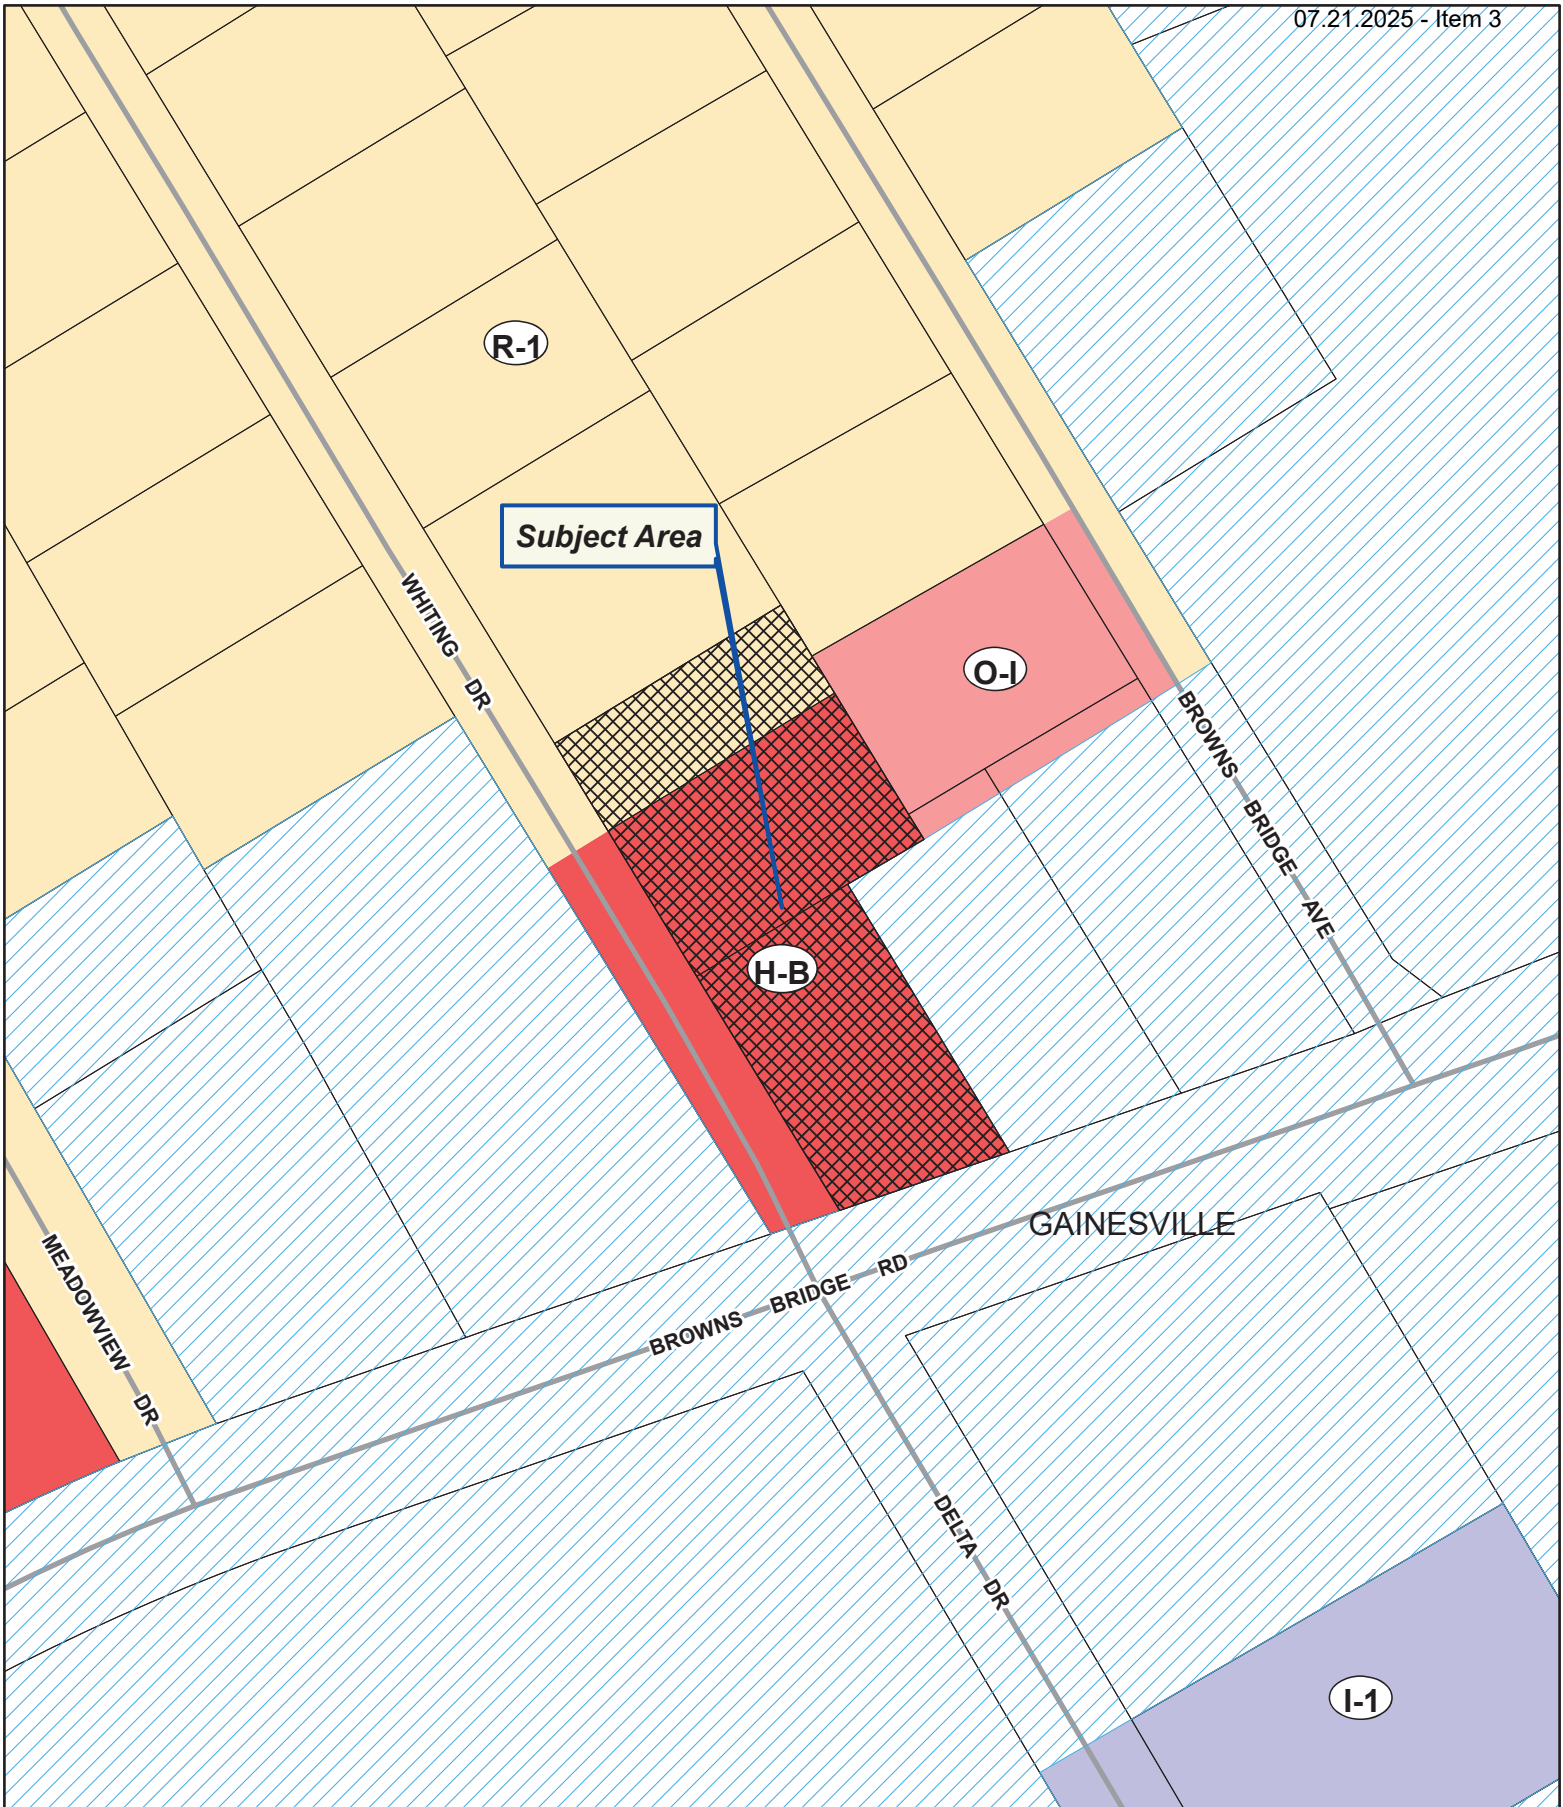 07.21.2025 - Item 3
R-1
Subject Area
WHITING DR
O-I
BROWNS BRIDGE AVE
H-B
GAINESVILLE
BROWNS BRIDGE RD
MEADOWVIEW DR
DELTA DR
I-1